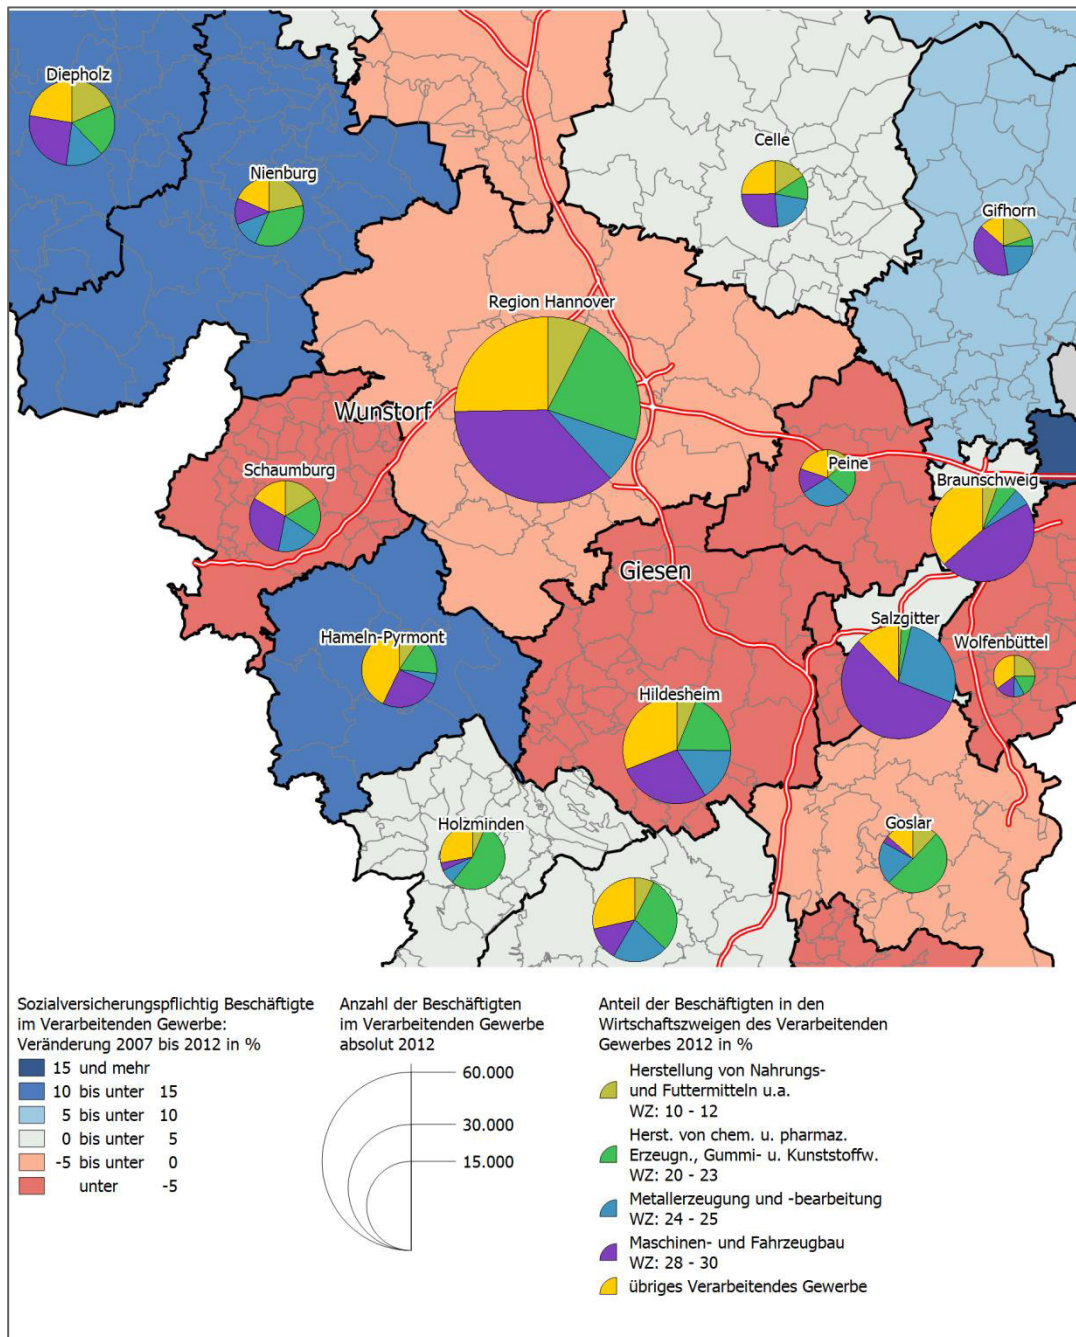 Diepholz
Nienburg
Celle
Gifhorn
Region Hannover
Wunstorf
Schaumburg
Peine
Braunschweig
Giesen
Hameln-Pyrmont
Salzgitter
Wolfenbüttel
Hildesheim
Holzminden
Goslar
Sozialversicherungspflichtig Beschäftigte
im Verarbeitenden Gewerbe:
Veränderung 2007 bis 2012 in %
15 und mehr
10 bis unter 15
5 bis unter 10
0 bis unter 5
-5 bis unter 0
unter -5
Anzahl der Beschäftigten
im Verarbeitenden Gewerbe
absolut 2012
60.000
30.000
15.000
Anteil der Beschäftigten in den
Wirtschaftszweigen des Verarbeitenden
Gewerbes 2012 in %
Herstellung von Nahrungs-
und Futtermitteln u.a.
WZ: 10 - 12
Herst. von chem. u. pharmaz.
Erzeugn., Gummi- u. Kunststoffw.
WZ: 20 - 23
Metallerzeugung und -bearbeitung
WZ: 24 - 25
Maschinen- und Fahrzeugbau
WZ: 28 - 30
übriges Verarbeitendes Gewerbe